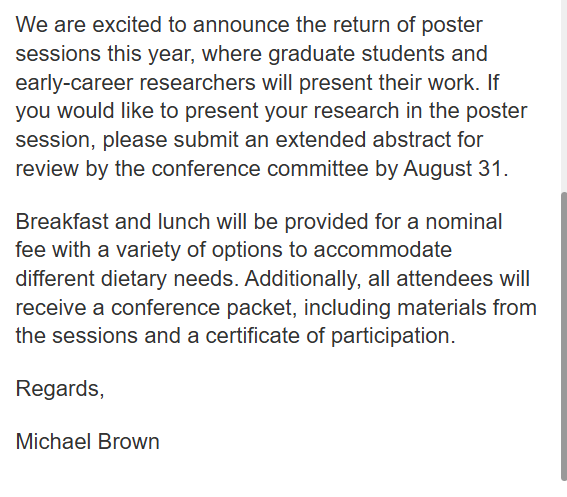 We are excited to announce the return of poster
sessions this year, where graduate students and
early-career researchers will present their work. If
you would like to present your research in the poster
session, please submit an extended abstract for
review by the conference committee by August 31.
Breakfast and lunch will be provided for a nominal
fee with a variety of options to accommodate
different dietary needs. Additionally, all attendees will
receive a conference packet, including materials from
the sessions and a certificate of participation.
Regards,
Michael Brown